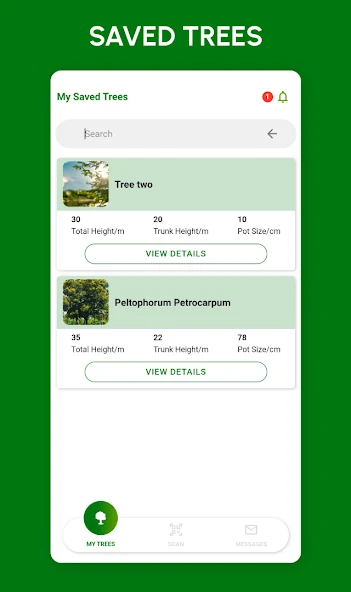 SAVED TREES
My Saved Trees
1
Search
Tree two
30 20 10
Total Height/m Trunk Height/m Pot Size/cm
VIEW DETAILS
Peltophorum Petrocarpum
35 22 78
Total Height/m Trunk Height/m Pot Size/cm
VIEW DETAILS
MY TREES SCAN MESSAGES